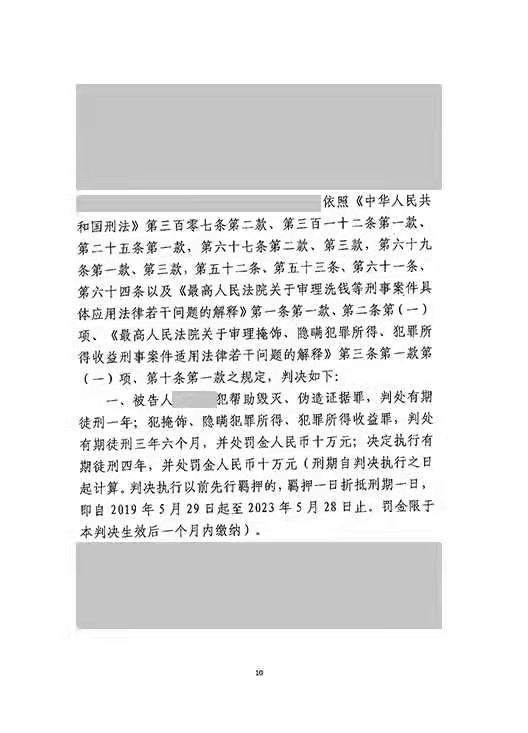 依照《中华人民共
和国刑法》第三百零七条第二款、第三百一十二条第一款、
第二十五条第一款，第六十七条第二款、第三款，第六十九
条第一款、第三款，第五十二条、第五十三条、第六十一条、
第六十四条以及《最高人民法院关于审理洗钱等刑事案件具
体应用法律若干问题的解释》第一条第一款、第二条第（一）
项、《最高人民法院关于审理掩饰、隐瞒犯罪所得、犯罪所
得收益刑事案件适用法律若干问题的解释》第三条第一款第
（一）项、第十条第一款之规定，判决如下：
一、被告人 犯帮助毁灭、伪造证据罪，判处有期
徒刑一年；犯掩饰、隐瞒犯罪所得、犯罪所得收益罪，判处
有期徒刑三年六个月，并处罚金人民币十万元；决定执行有
期徒刑四年，并处罚金人民币十万元（刑期自判决执行之日
起计算。判决执行以前先行羁押的，羁押一日折抵刑期一日，
即自 2019 年 5 月 29 日起至 2023 年 5 月 28 日止。罚金限于
本判决生效后一个月内缴纳）。
10